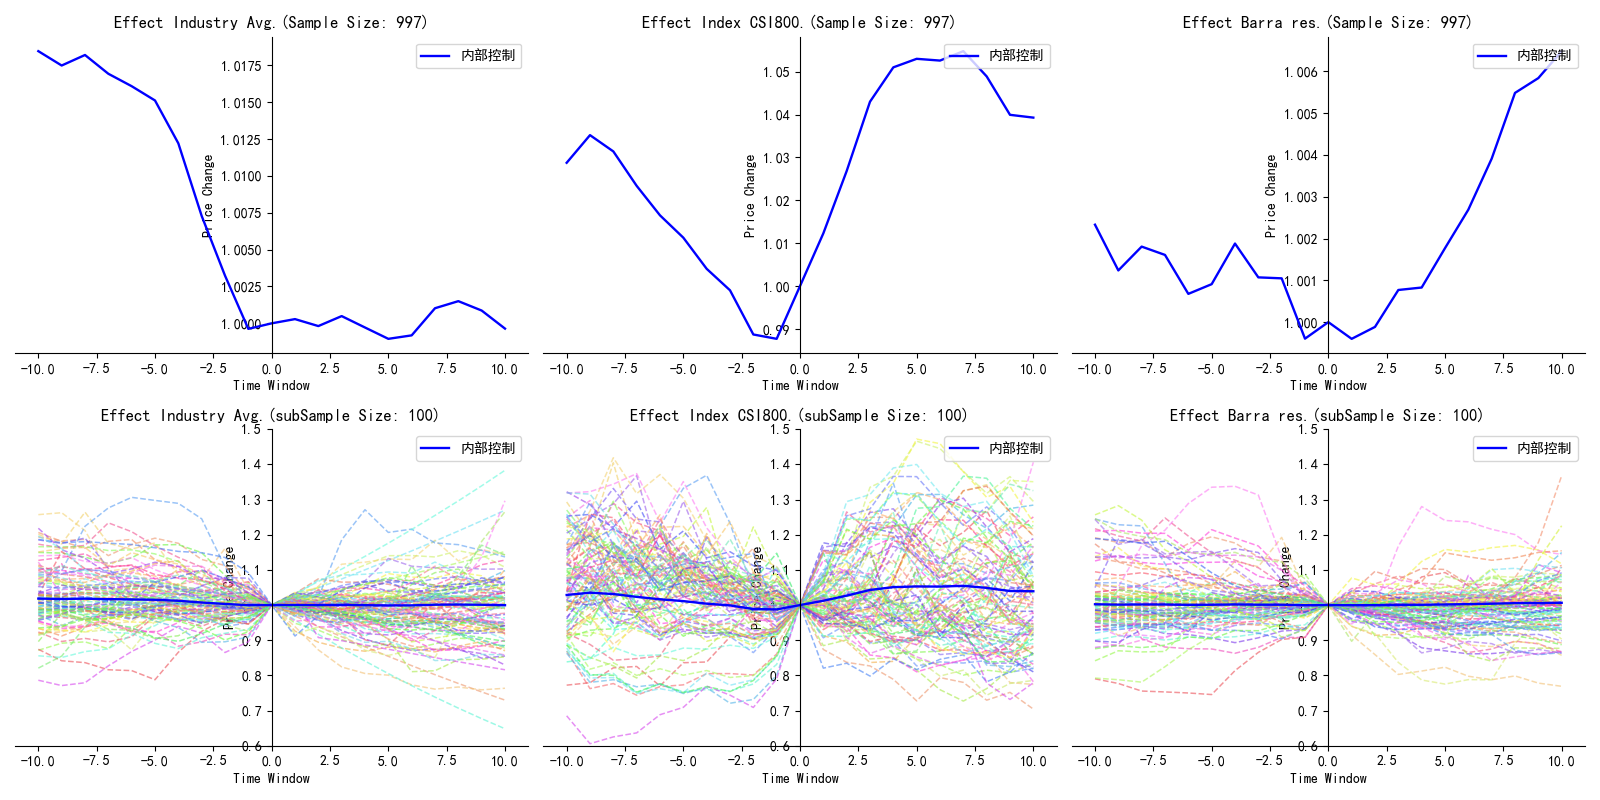 Effect Industry Avg.(Sample Size: 997)
内部控制
1.0175
1.0150
1.0125
1.0100
1.0075
1.0050
1.0025
1.0000
Price Change
-10.0 -7.5 -5.0 -2.5 0.0 2.5 5.0 7.5 10.0
Time Window
Effect Index CSI800.(Sample Size: 997)
内部控制
1.05
1.04
1.03
1.02
1.01
1.00
0.99
Price Change
-10.0 -7.5 -5.0 -2.5 0.0 2.5 5.0 7.5 10.0
Time Window
Effect Barra res.(Sample Size: 997)
内部控制
1.006
1.005
1.004
1.003
1.002
1.001
1.000
Price Change
-10.0 -7.5 -5.0 -2.5 0.0 2.5 5.0 7.5 10.0
Time Window
Effect Industry Avg.(subSample Size: 100)
内部控制
1.5
1.4
1.3
1.2
1.1
1.0
0.9
0.8
0.7
0.6
Price Change
-10.0 -7.5 -5.0 -2.5 0.0 2.5 5.0 7.5 10.0
Time Window
Effect Index CSI800.(subSample Size: 100)
内部控制
1.5
1.4
1.3
1.2
1.1
1.0
0.9
0.8
0.7
0.6
Price Change
-10.0 -7.5 -5.0 -2.5 0.0 2.5 5.0 7.5 10.0
Time Window
Effect Barra res.(subSample Size: 100)
内部控制
1.5
1.4
1.3
1.2
1.1
1.0
0.9
0.8
0.7
0.6
Price Change
-10.0 -7.5 -5.0 -2.5 0.0 2.5 5.0 7.5 10.0
Time Window